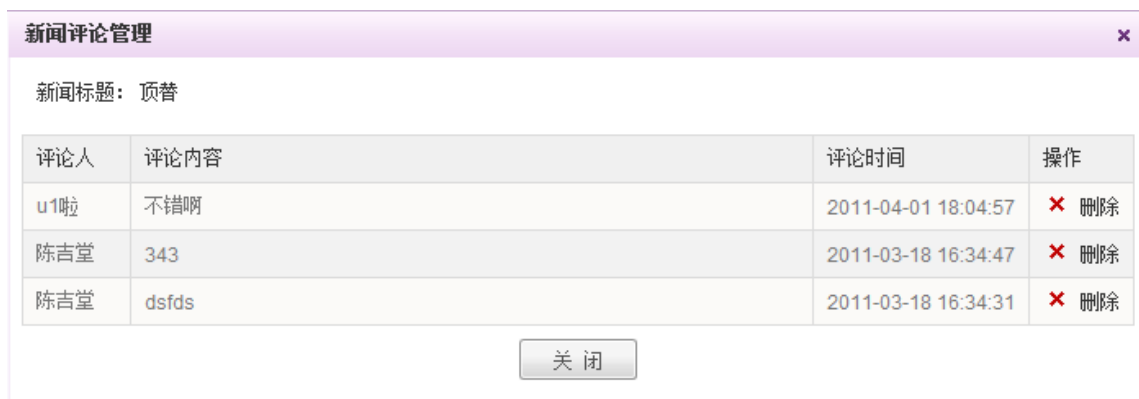 新闻评论管理
新闻标题： 顶替
评论人 评论内容 评论时间 操作
u1啦 不错啊 2011-04-01 18:04:57 删除
陈吉堂 343 2011-03-18 16:34:47 删除
陈吉堂 dsfds 2011-03-18 16:34:31 删除
关 闭